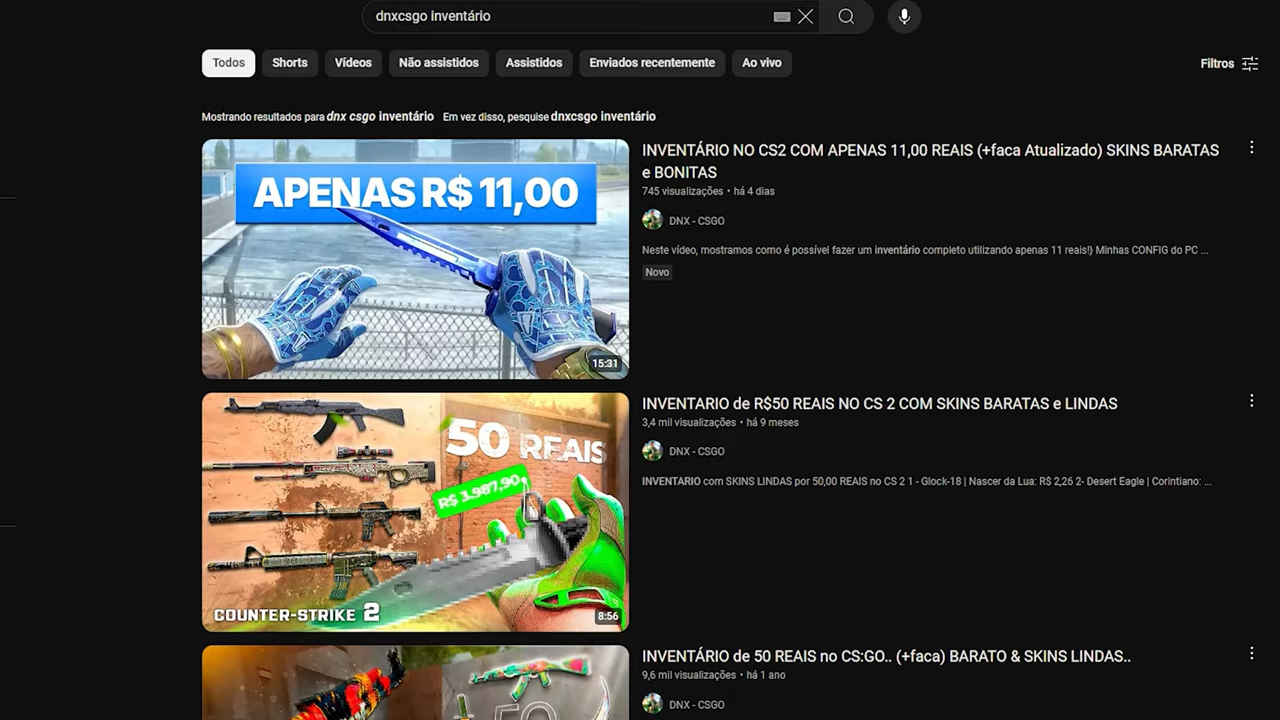 dnxcsgo inventário
Todos
Shorts
Vídeos
Não assistidos
Assistidos
Enviados recentemente
Ao vivo
Filtros
Mostrando resultados para dnx csgo inventário Em vez disso, pesquise dnxcsgo inventário
APENAS R$ 11,00
15:31
INVENTÁRIO NO CS2 COM APENAS 11,00 REAIS (+faca Atualizado) SKINS BARATAS
e BONITAS
745 visualizações • há 4 dias
DNX - CSGO
Neste vídeo, mostramos como é possível fazer um inventário completo utilizando apenas 11 reais!} Minhas CONFIG do PC ...
Novo
50 REAIS
R$ 3.987,90
COUNTER-STRIKE 2
8:56
INVENTARIO de R$50 REAIS NO CS 2 COM SKINS BARATAS e LINDAS
3,4 mil visualizações • há 9 meses
DNX - CSGO
INVENTARIO com SKINS LINDAS por 50,00 REAIS no CS 2 1 - Glock-18 | Nascer da Lua: R$ 2,26 2- Desert Eagle | Corintiano: ...
50
INVENTÁRIO de 50 REAIS no CS:GO.. (+faca) BARATO & SKINS LINDAS..
9,6 mil visualizações • há 1 ano
DNX - CSGO